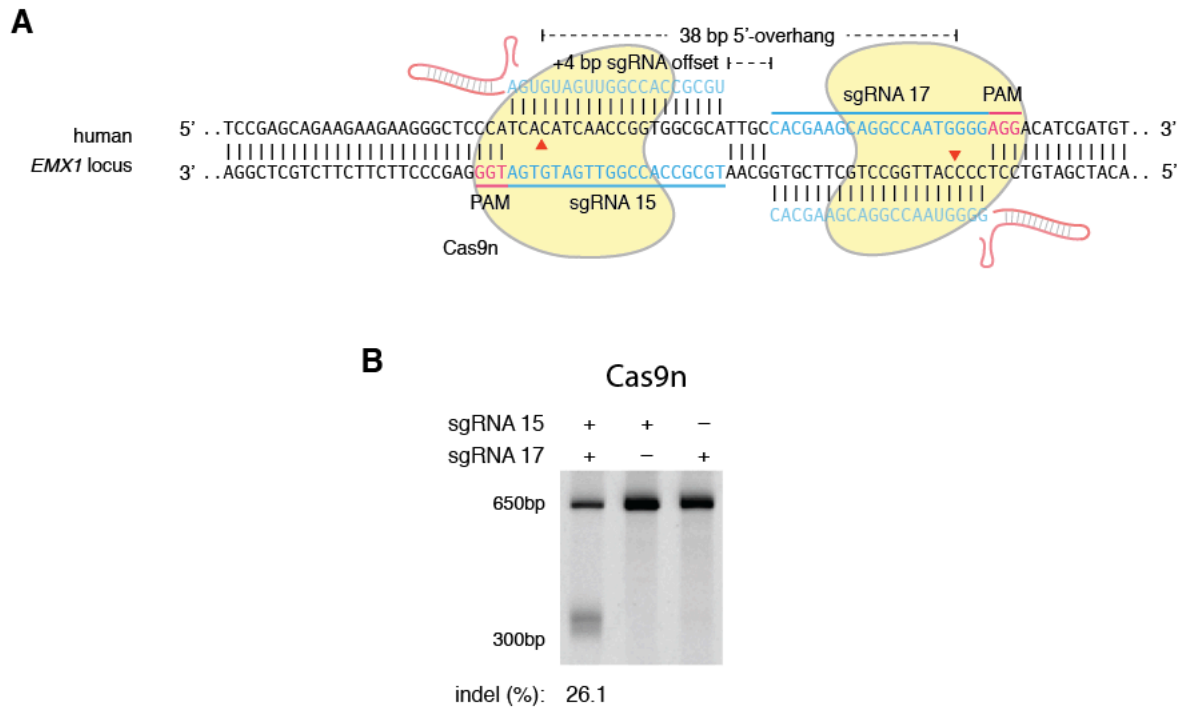 A
38 bp 5'-overhang
+4 bp sgRNA offset
AGUGUAGUUGGCCACCGCGU
sgRNA 17 PAM
human
EMX1 locus
5' ..TCCGAGCAGAAGAAGAAGGGCTCCCATCACATCAACCGGTGGCGCATTGCCACGAAGCAGGCCAATGGGGAGGACATCGATGT.. 3'
3' ..AGGCTCGTCTTCTTCTTCCCGAGGGTAGTGTAGTTGGCCACCGCGTAACGGTGCTTCGTCCGGTTACCCCTCCTGTAGCTACA.. 5'
PAM sgRNA 15
CACGAAGCAGGCCAAUGGGG
Cas9n
B
Cas9n
sgRNA 15 + + −
sgRNA 17 + − +
650bp
300bp
indel (%): 26.1